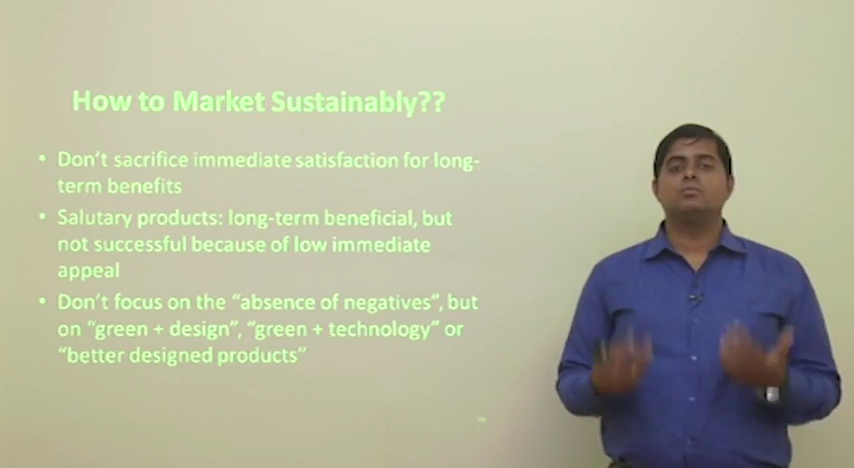 How to Market Sustainably??
• Don't sacrifice immediate satisfaction for long-
term benefits
• Salutary products: long-term beneficial, but
not successful because of low immediate
appeal
• Don't focus on the "absence of negatives", but
on "green + design", "green + technology" or
"better designed products"